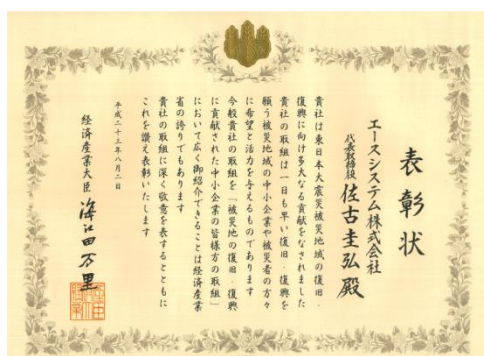 表彰状
エースシステム株式会社
代表取締役 佐古圭弘殿
貴社は東日本大震災被災地域の復旧・
復興に向け多大なる貢献をなされました
貴社の取組は一日も早い復旧・復興を
願う被災地域の中小企業や被災者の方々
に希望と活力を与えるものであります
今般貴社の取組を「被災地の復旧・復興
に貢献された中小企業の皆様方の取組」
において広く御紹介できることは経済産業
省の誇りでもあります
貴社の取組に深く敬意を表するとともに
これを讃え表彰いたします
平成二十三年八月二日
経済産業大臣 海江田万里